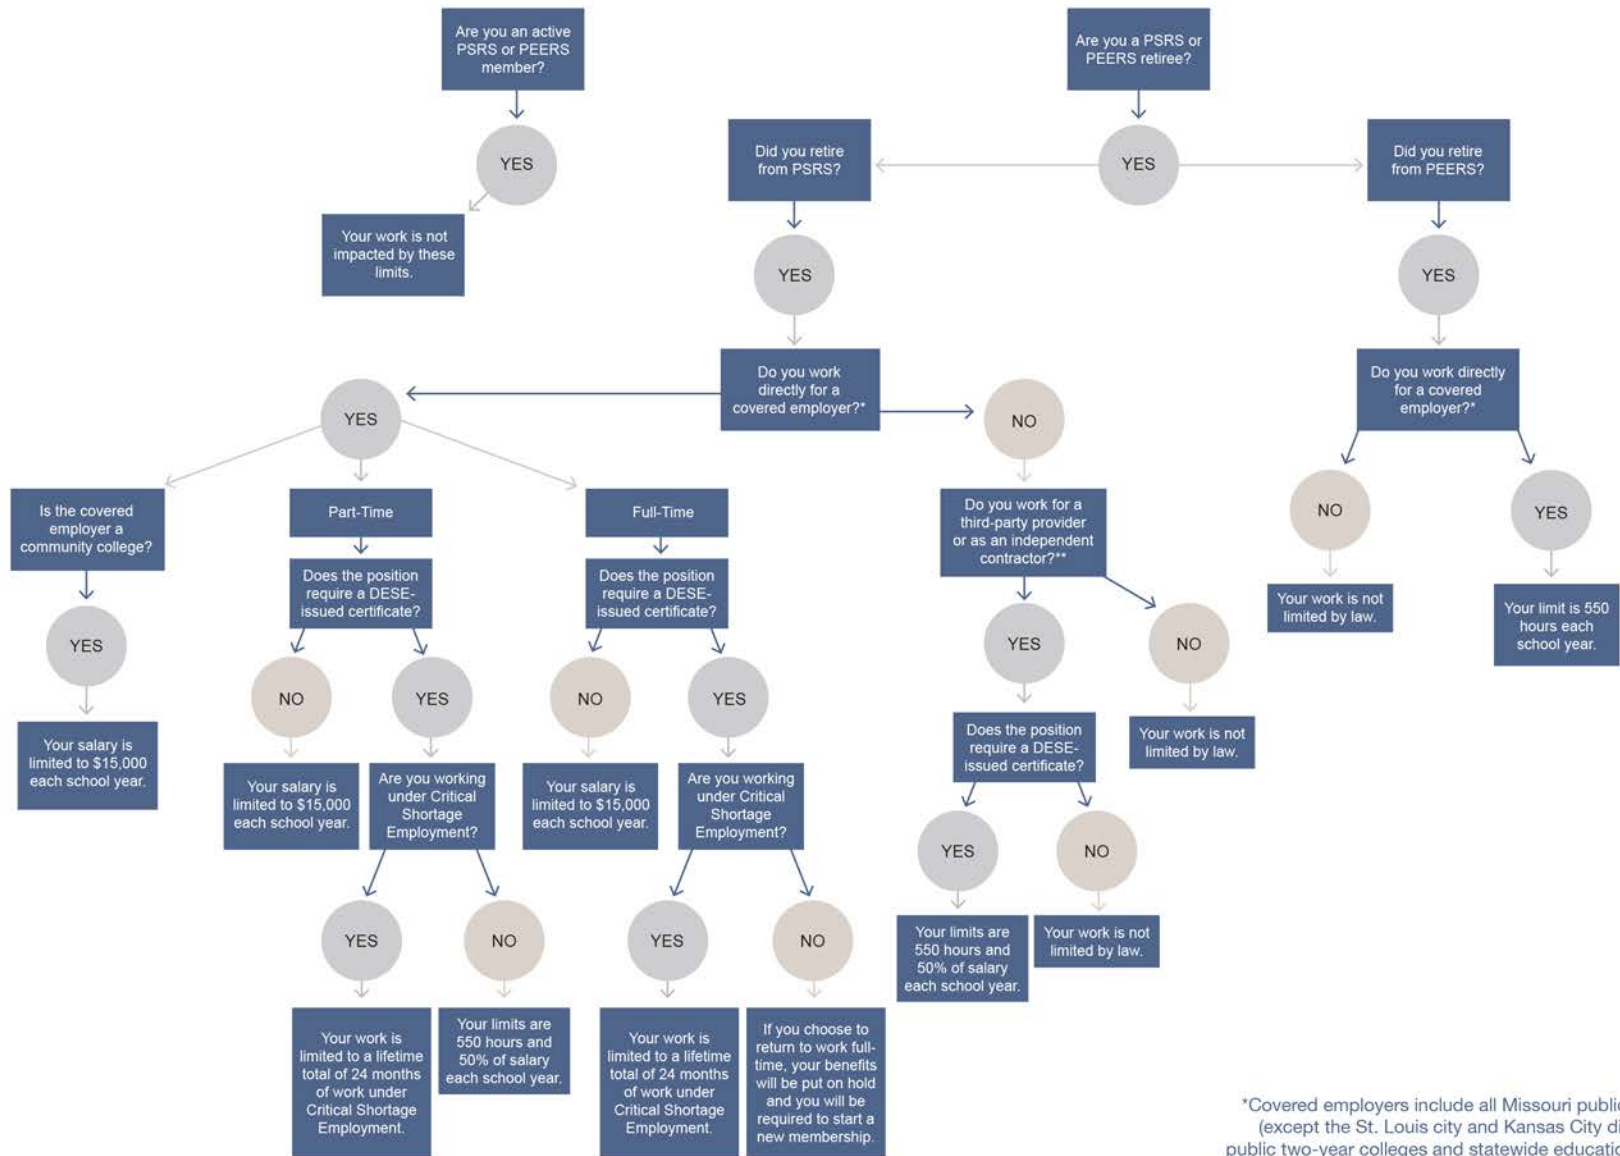 Are you an active
PSRS or PEERS
member?
YES
Your work is not
impacted by these
limits.
Are you a PSRS or
PEERS retiree?
YES
Did you retire
from PSRS?
YES
Do you work
directly for a
covered employer?*
YES
Is the covered
employer a
community college?
YES
Your salary is
limited to $15,000
each school year.
Part-Time
Does the position
require a DESE-
issued certificate?
NO
Your salary is
limited to $15,000
each school year.
YES
Are you working
under Critical
Shortage
Employment?
YES
Your work is
limited to a lifetime
total of 24 months
of work under
Critical Shortage
Employment.
NO
Your limits are
550 hours and
50% of salary
each school year.
Full-Time
Does the position
require a DESE-
issued certificate?
NO
Your salary is
limited to $15,000
each school year.
YES
Are you working
under Critical
Shortage
Employment?
YES
Your work is
limited to a lifetime
total of 24 months
of work under
Critical Shortage
Employment.
NO
If you choose to
return to work full-
time, your benefits
will be put on hold
and you will be
required to start a
new membership.
NO
Do you work for a
third-party provider
or as an independent
contractor?**
YES
Does the position
require a DESE-
issued certificate?
YES
Your limits are
550 hours and
50% of salary
each school year.
NO
Your work is not
limited by law.
NO
Your work is not
limited by law.
Did you retire
from PEERS?
YES
Do you work directly
for a covered
employer?*
NO
Your work is not
limited by law.
YES
Your limit is 550
hours each
school year.
*Covered employers include all Missouri public
(except the St. Louis city and Kansas City di
public two-year colleges and statewide educatio